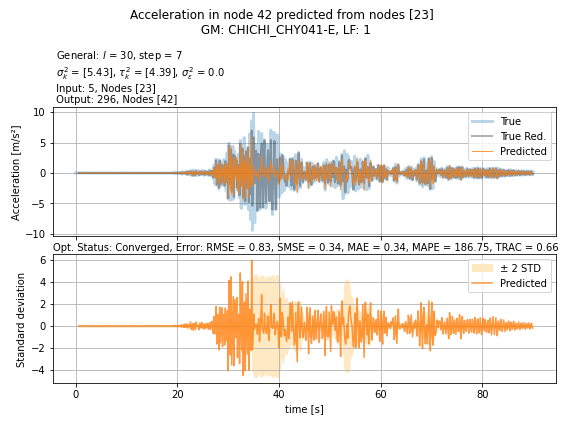 Acceleration in node 42 predicted from nodes [23]
GM: CHICHI_CHY041-E, LF: 1
General: l = 30, step = 7
σ²ₖ = [5.43], τ²ₖ = [4.39], σ²ε = 0.0
Input: 5, Nodes [23]
Output: 296, Nodes [42]
Acceleration [m/s²]
10
5
0
−5
−10
True
True Red.
Predicted
Opt. Status: Converged, Error: RMSE = 0.83, SMSE = 0.34, MAE = 0.34, MAPE = 186.75, TRAC = 0.66
Standard deviation
6
4
2
0
−2
−4
± 2 STD
Predicted
0 20 40 60 80
time [s]